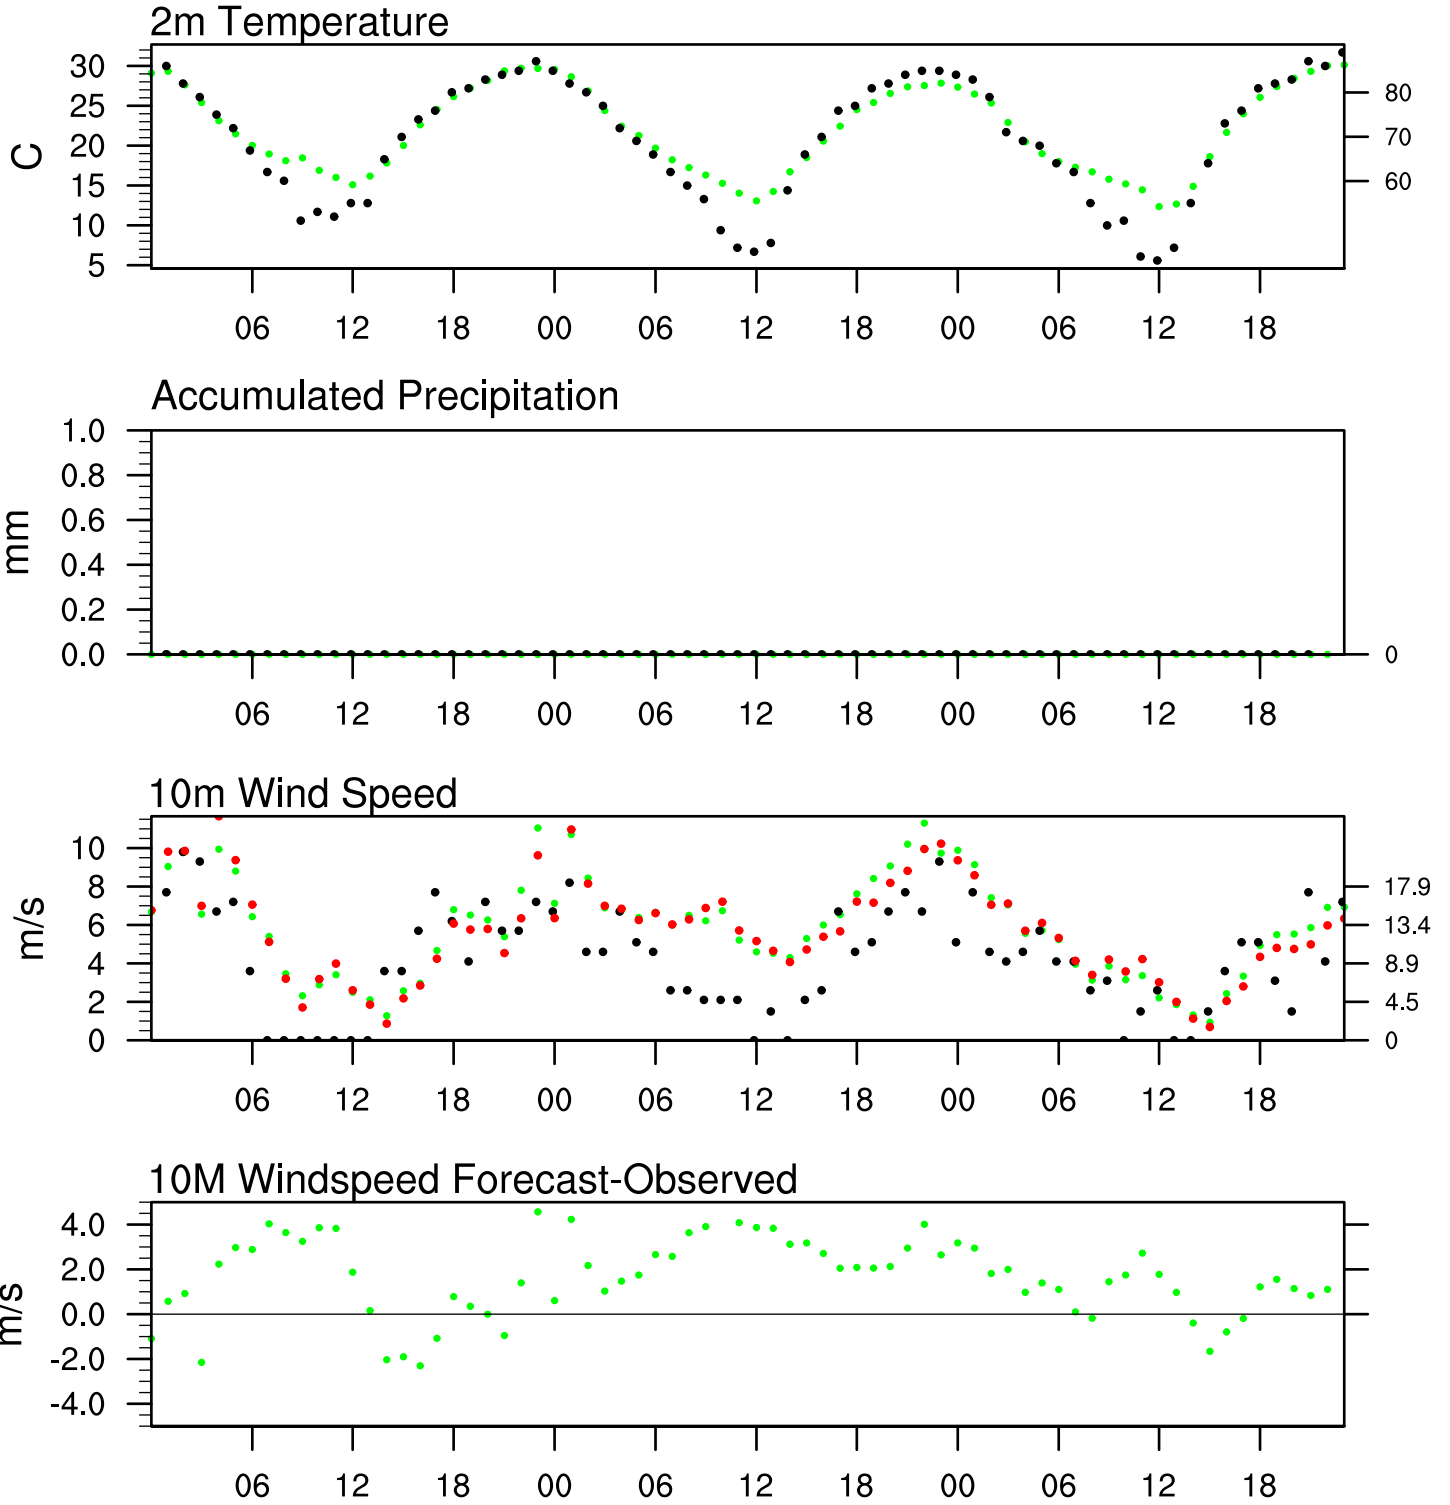 2m Temperature
C
30
25
20
15
10
5
80
70
60
06 12 18 00 06 12 18 00 06 12 18
Accumulated Precipitation
mm
1.0
0.8
0.6
0.4
0.2
0.0
0
06 12 18 00 06 12 18 00 06 12 18
10m Wind Speed
m/s
10
8
6
4
2
0
17.9
13.4
8.9
4.5
0
06 12 18 00 06 12 18 00 06 12 18
10M Windspeed Forecast-Observed
m/s
4.0
2.0
0.0
-2.0
-4.0
06 12 18 00 06 12 18 00 06 12 18